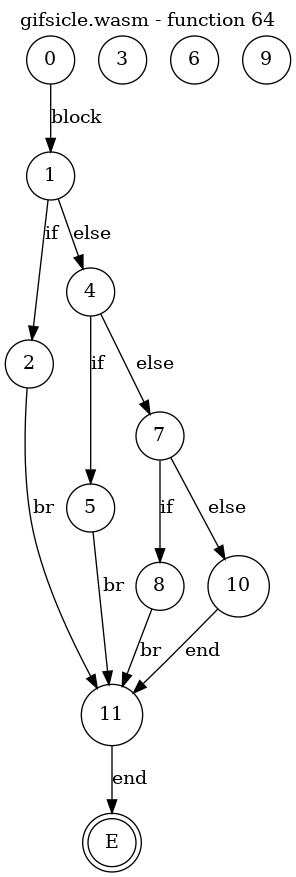 gifsicle.wasm - function 64
0 3 6 9
block
1
if else
4
2 if else
7
5 if else
br br 8 10
br end
11
end
E